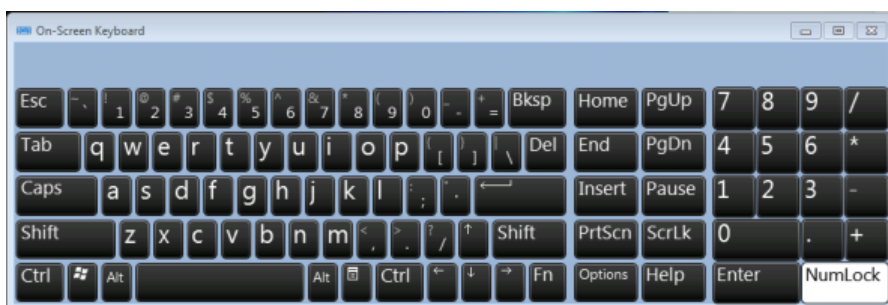 On-Screen Keyboard
Esc ~ ` ! 1 @ 2 # 3 $ 4 % 5 ^ 6 & 7 * 8 ( 9 ) 0 _ - + = Bksp Home PgUp 7 8 9 /
Tab q w e r t y u i o p { [ } ] | \ Del End PgDn 4 5 6 *
Caps a s d f g h j k l : ; Insert Pause 1 2 3 -
Shift z x c v b n m < , > . ? / ↑ Shift PrtScn ScrLk 0 . +
Ctrl Alt Alt Ctrl ← ↓ → Fn Options Help Enter NumLock